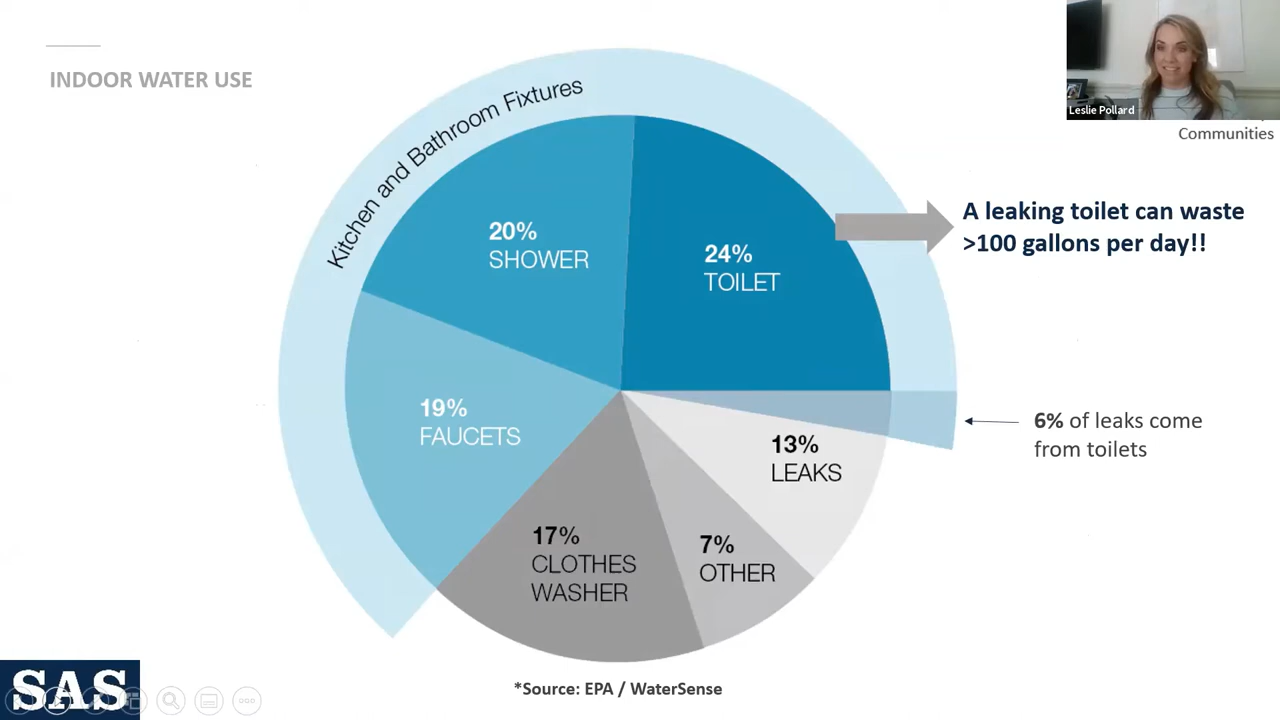 INDOOR WATER USE
Kitchen and Bathroom Fixtures
20%
SHOWER
24%
TOILET
19%
FAUCETS
17%
CLOTHES
WASHER
7%
OTHER
13%
LEAKS
Leslie Pollard
Communities
A leaking toilet can waste
>100 gallons per day!!
6% of leaks come
from toilets
*Source: EPA / WaterSense
SAS